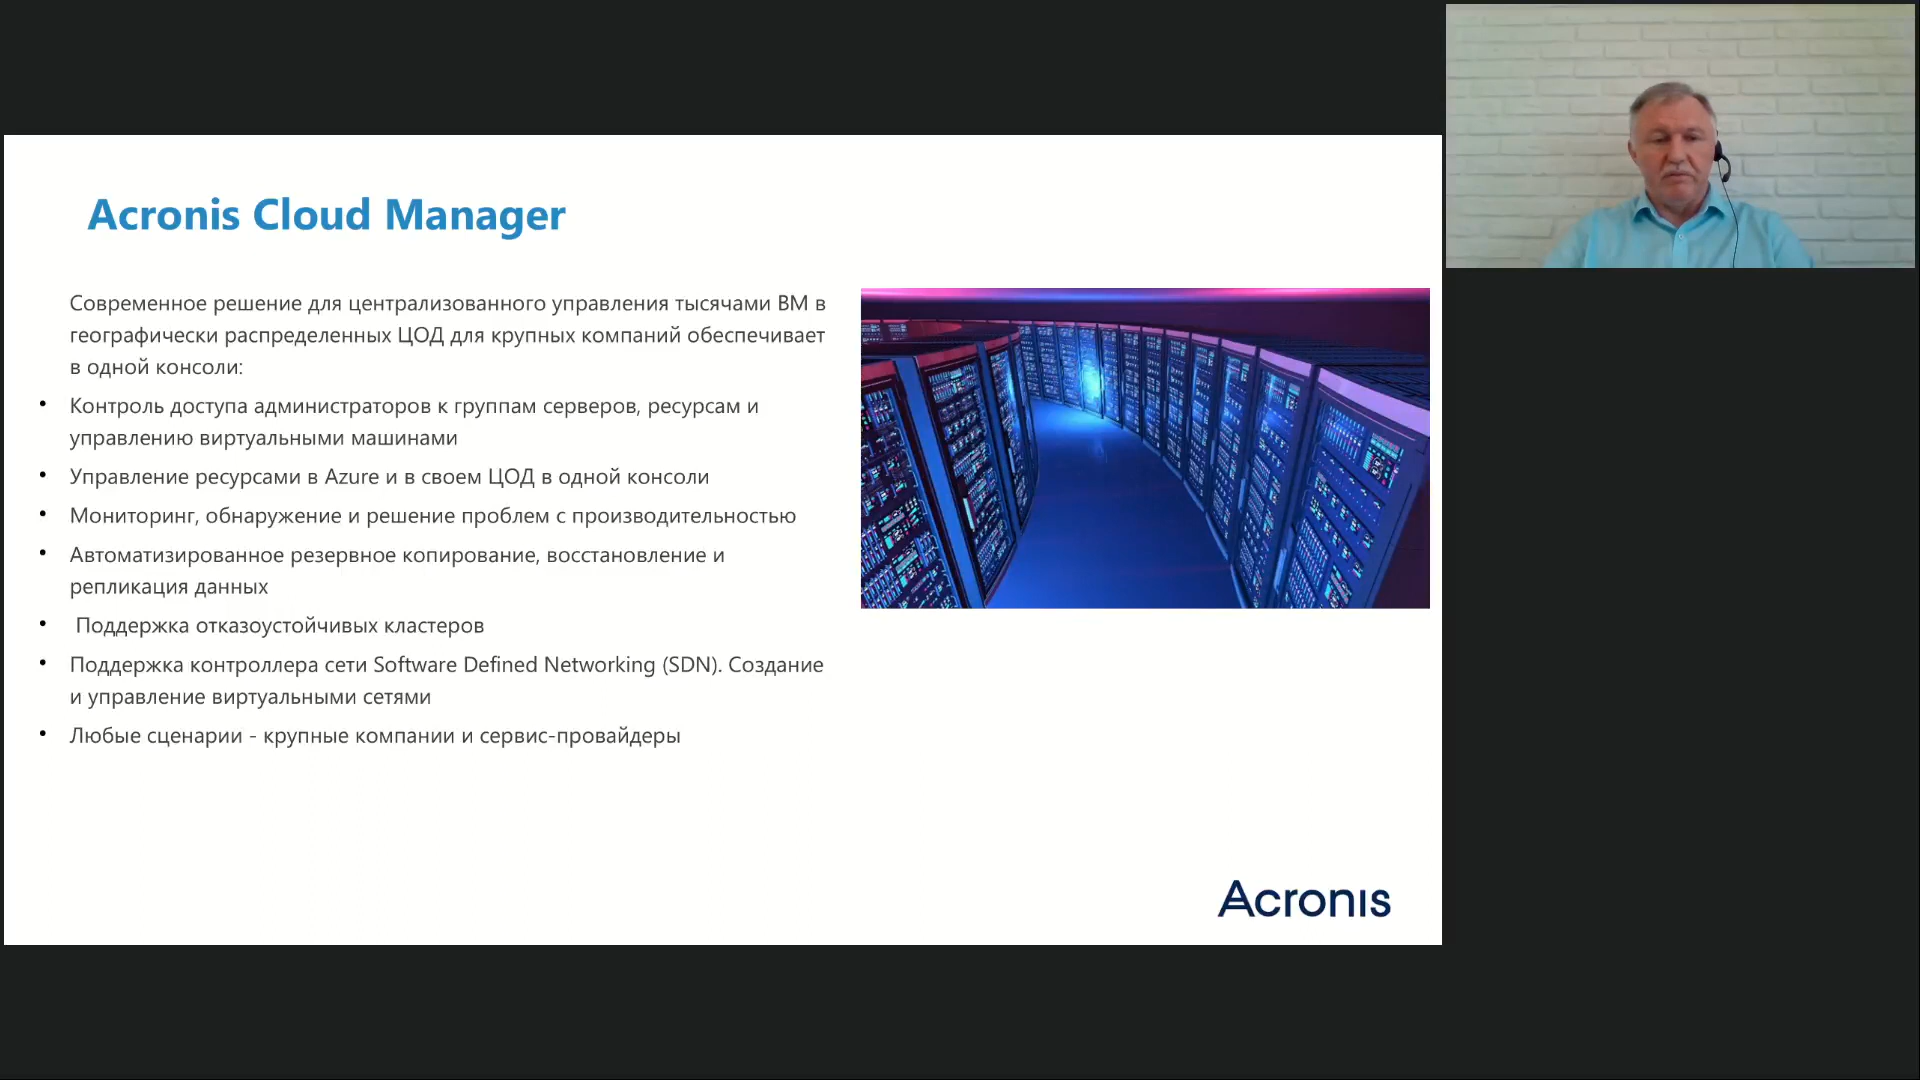 Acronis Cloud Manager
Современное решение для централизованного управления тысячами ВМ в
географически распределенных ЦОД для крупных компаний обеспечивает
в одной консоли:
• Контроль доступа администраторов к группам серверов, ресурсам и
управлению виртуальными машинами
• Управление ресурсами в Azure и в своем ЦОД в одной консоли
• Мониторинг, обнаружение и решение проблем с производительностью
• Автоматизированное резервное копирование, восстановление и
репликация данных
• Поддержка отказоустойчивых кластеров
• Поддержка контроллера сети Software Defined Networking (SDN). Создание
и управление виртуальными сетями
• Любые сценарии - крупные компании и сервис-провайдеры
Acronis